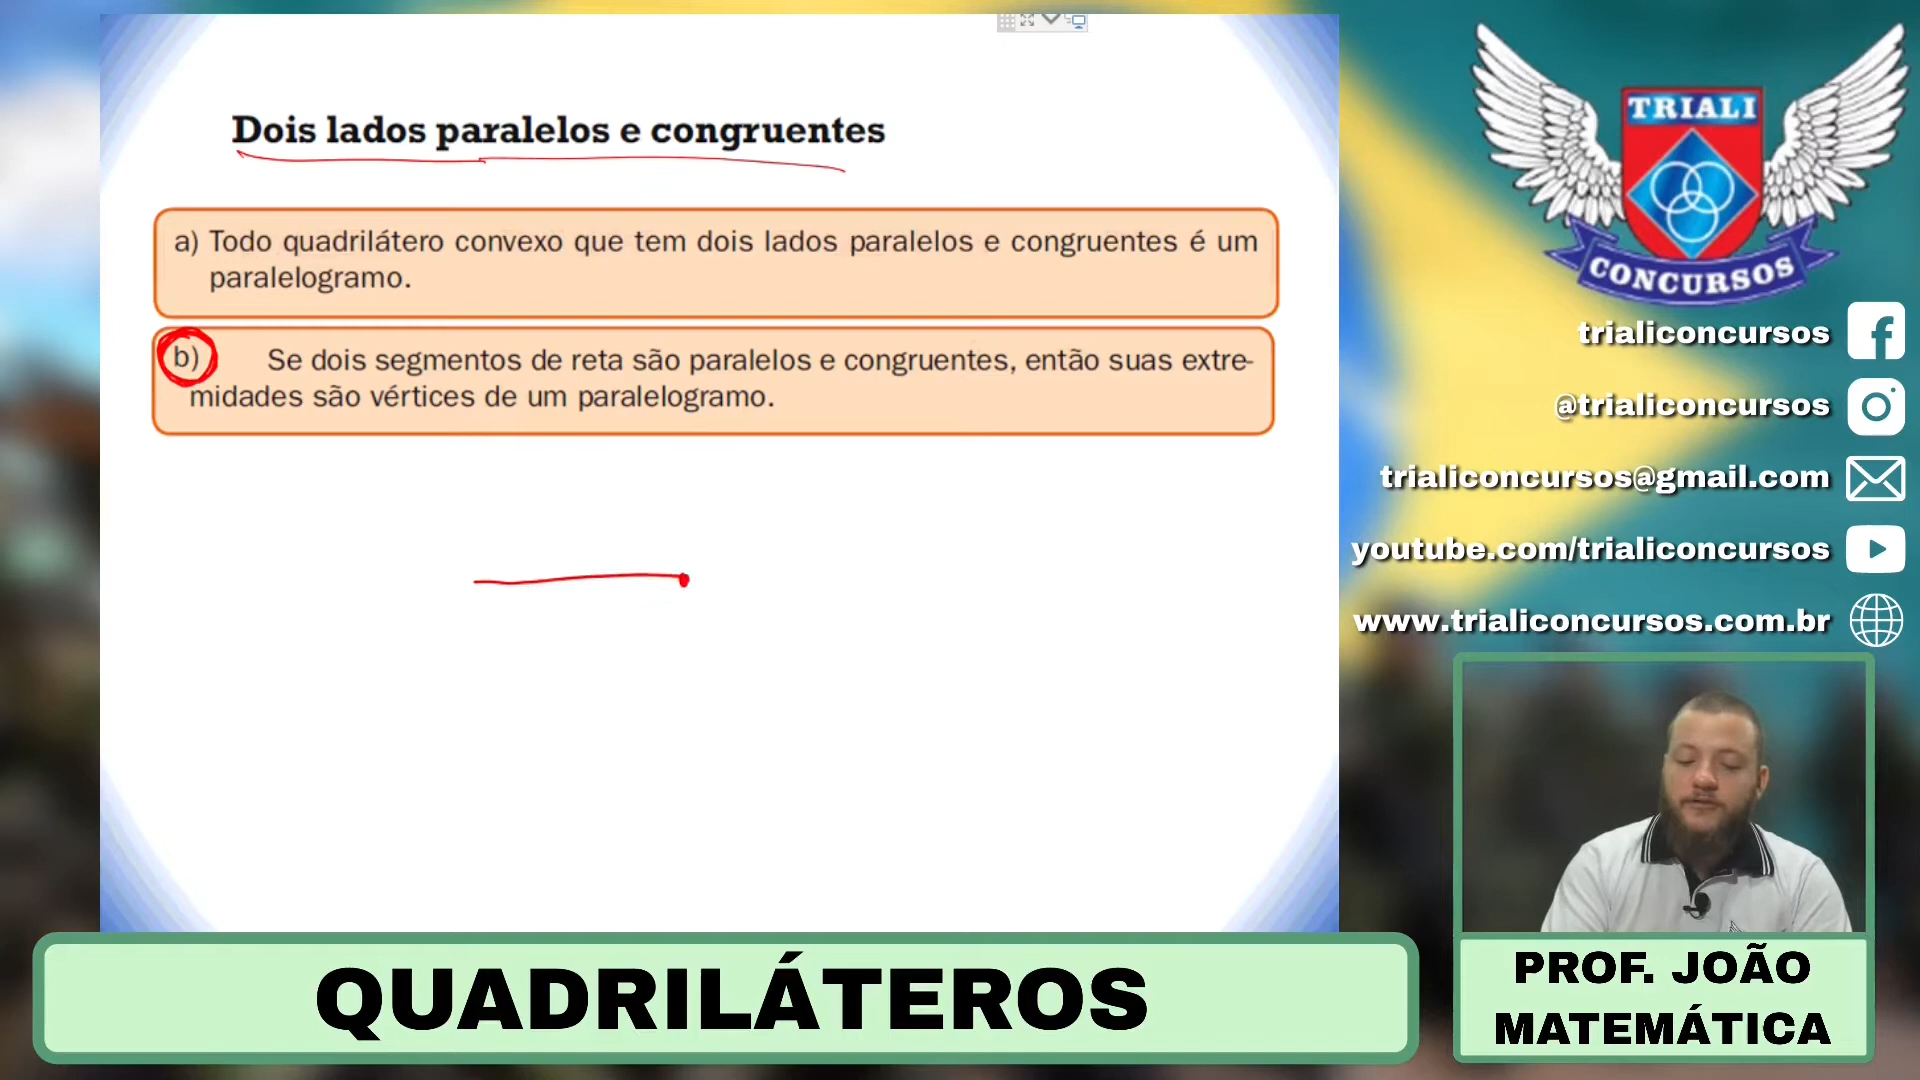 Dois lados paralelos e congruentes
a) Todo quadrilátero convexo que tem dois lados paralelos e congruentes é um
paralelogramo.
b) Se dois segmentos de reta são paralelos e congruentes, então suas extre-
midades são vértices de um paralelogramo.
TRIALI
CONCURSOS
trialiconcursos
@trialiconcursos
trialiconcursos@gmail.com
youtube.com/trialiconcursos
www.trialiconcursos.com.br
QUADRILÁTEROS
PROF. JOÃO
MATEMÁTICA